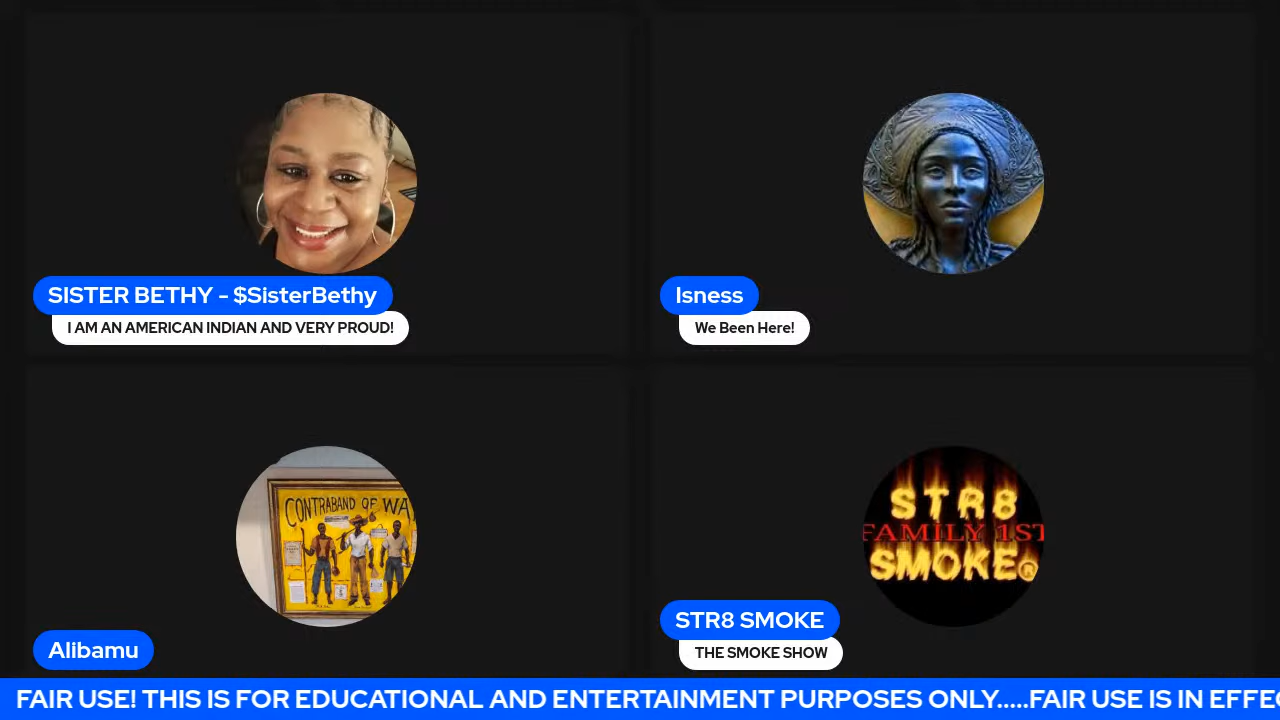 SISTER BETHY - $SisterBethy
I AM AN AMERICAN INDIAN AND VERY PROUD!
Isness
We Been Here!
CONTRABAND OF WA
Alibamu
STR8
FAMILY 1ST
SMOKE®
STR8 SMOKE
THE SMOKE SHOW
FAIR USE! THIS IS FOR EDUCATIONAL AND ENTERTAINMENT PURPOSES ONLY.....FAIR USE IS IN EFFEC